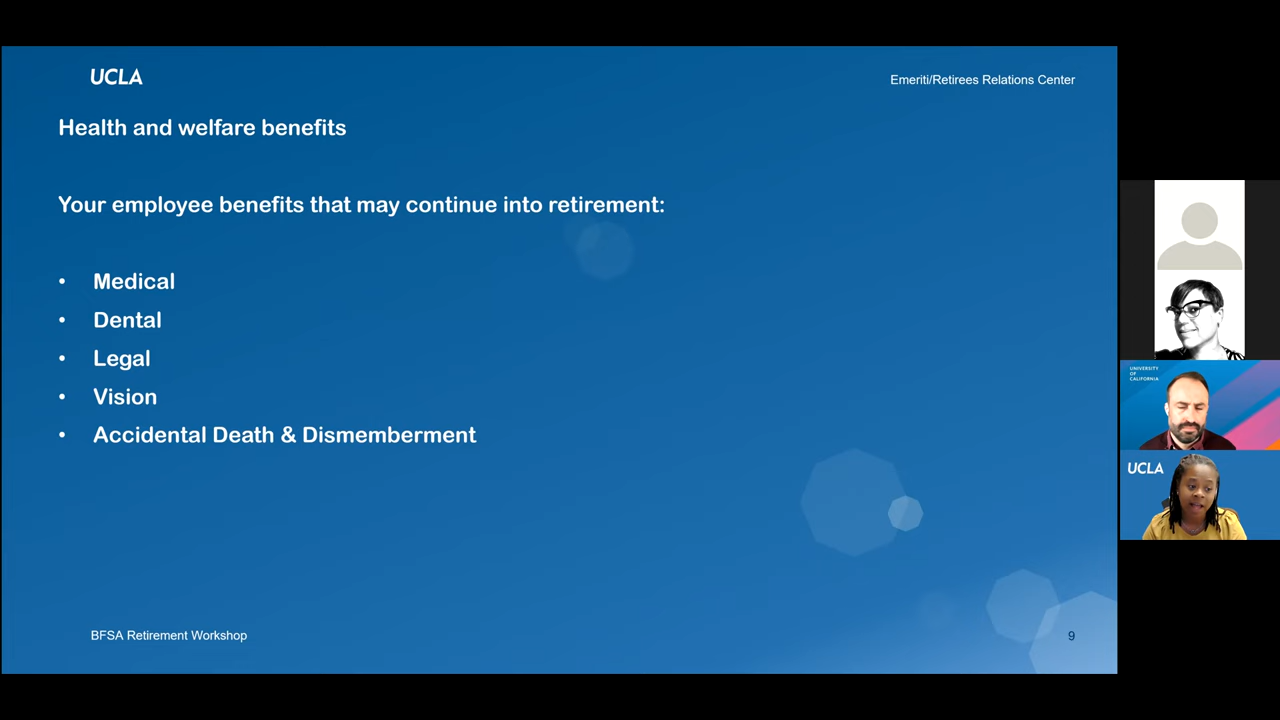 UCLA
Emeriti/Retirees Relations Center
Health and welfare benefits
Your employee benefits that may continue into retirement:
• Medical
• Dental
• Legal
• Vision
• Accidental Death & Dismemberment
BFSA Retirement Workshop
9
UNIVERSITY
OF
CALIFORNIA
UCLA